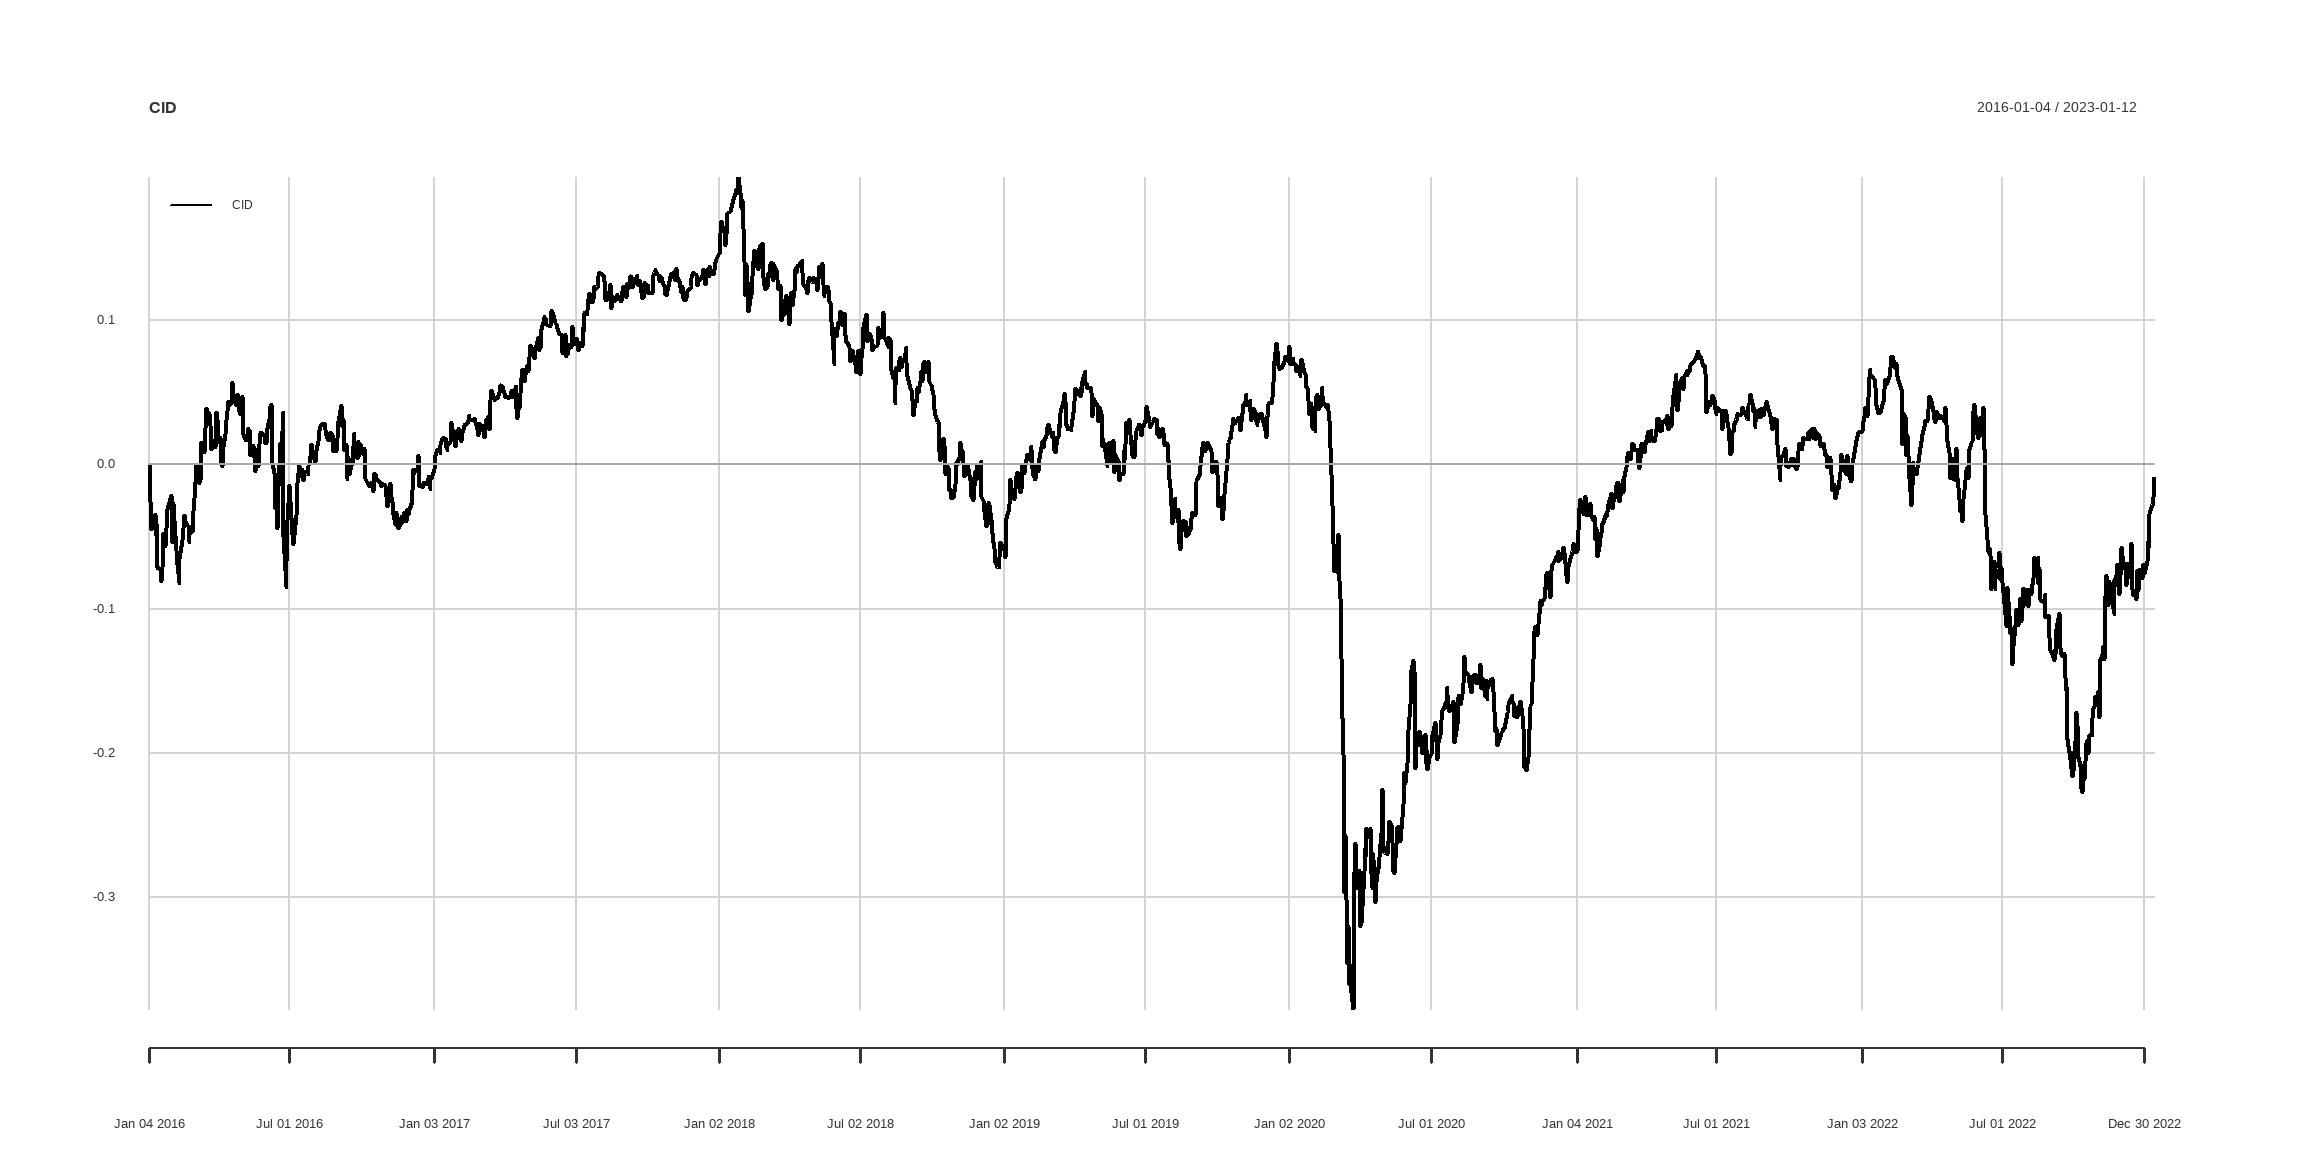 CID
2016-01-04 / 2023-01-12
CID
0.1
0.0
-0.1
-0.2
-0.3
Jan 04 2016
Jul 01 2016
Jan 03 2017
Jul 03 2017
Jan 02 2018
Jul 02 2018
Jan 02 2019
Jul 01 2019
Jan 02 2020
Jul 01 2020
Jan 04 2021
Jul 01 2021
Jan 03 2022
Jul 01 2022
Dec 30 2022